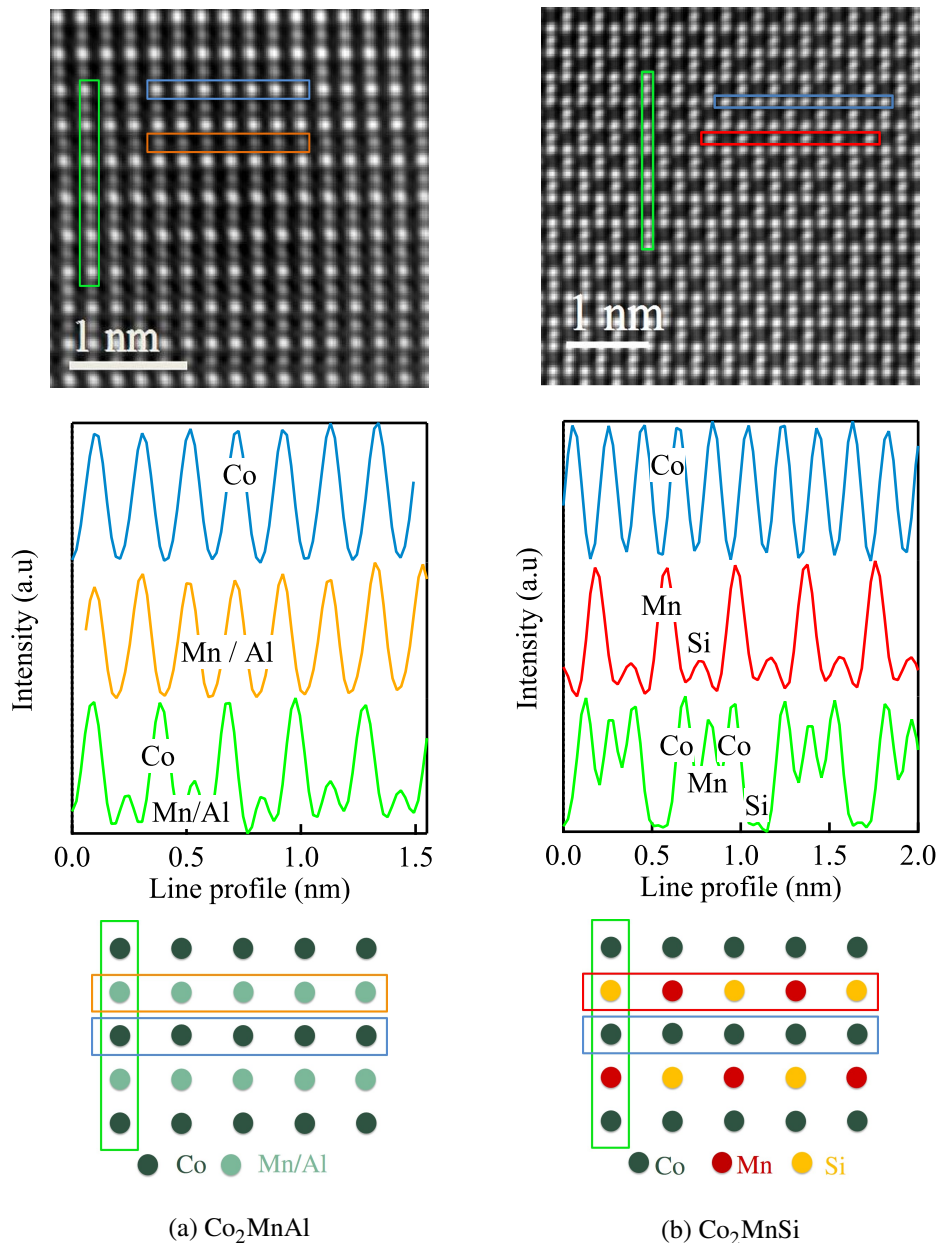 1 nm
1 nm
Intensity (a.u)
Co
Mn / Al
Co
Mn/Al
0.0 0.5 1.0 1.5
Line profile (nm)
Intensity (a.u)
Co
Mn
Si
Co Co
Mn
Si
0.0 0.5 1.0 1.5 2.0
Line profile (nm)
Co Mn/Al
Co Mn Si
(a) Co₂MnAl
(b) Co₂MnSi